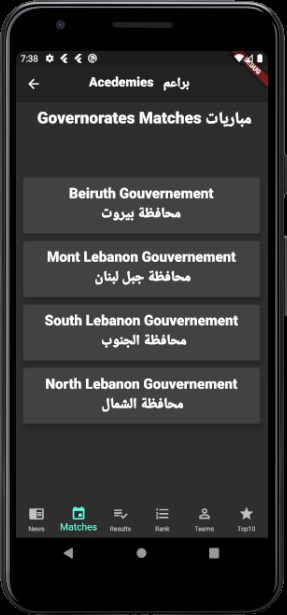 7:38
DEBUG
Acedemies براعم
Governorates Matches مباريات
Beiruth Gouvernement
محافظة بيروت
Mont Lebanon Gouvernement
محافظة جبل لبنان
South Lebanon Gouvernement
محافظة الجنوب
North Lebanon Gouvernement
محافظة الشمال
News Matches Results Rank Teams Top10